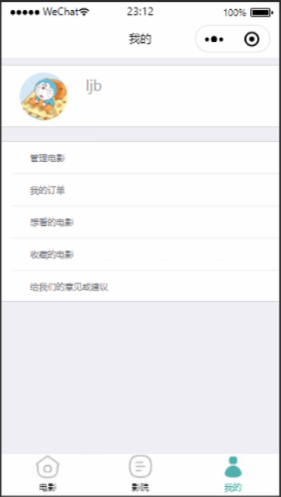 ●●●●● WeChat 23:12 100%
我的
ljb
管理电影
我的订单
想看的电影
收藏的电影
给我们的意见或建议
电影 影院 我的